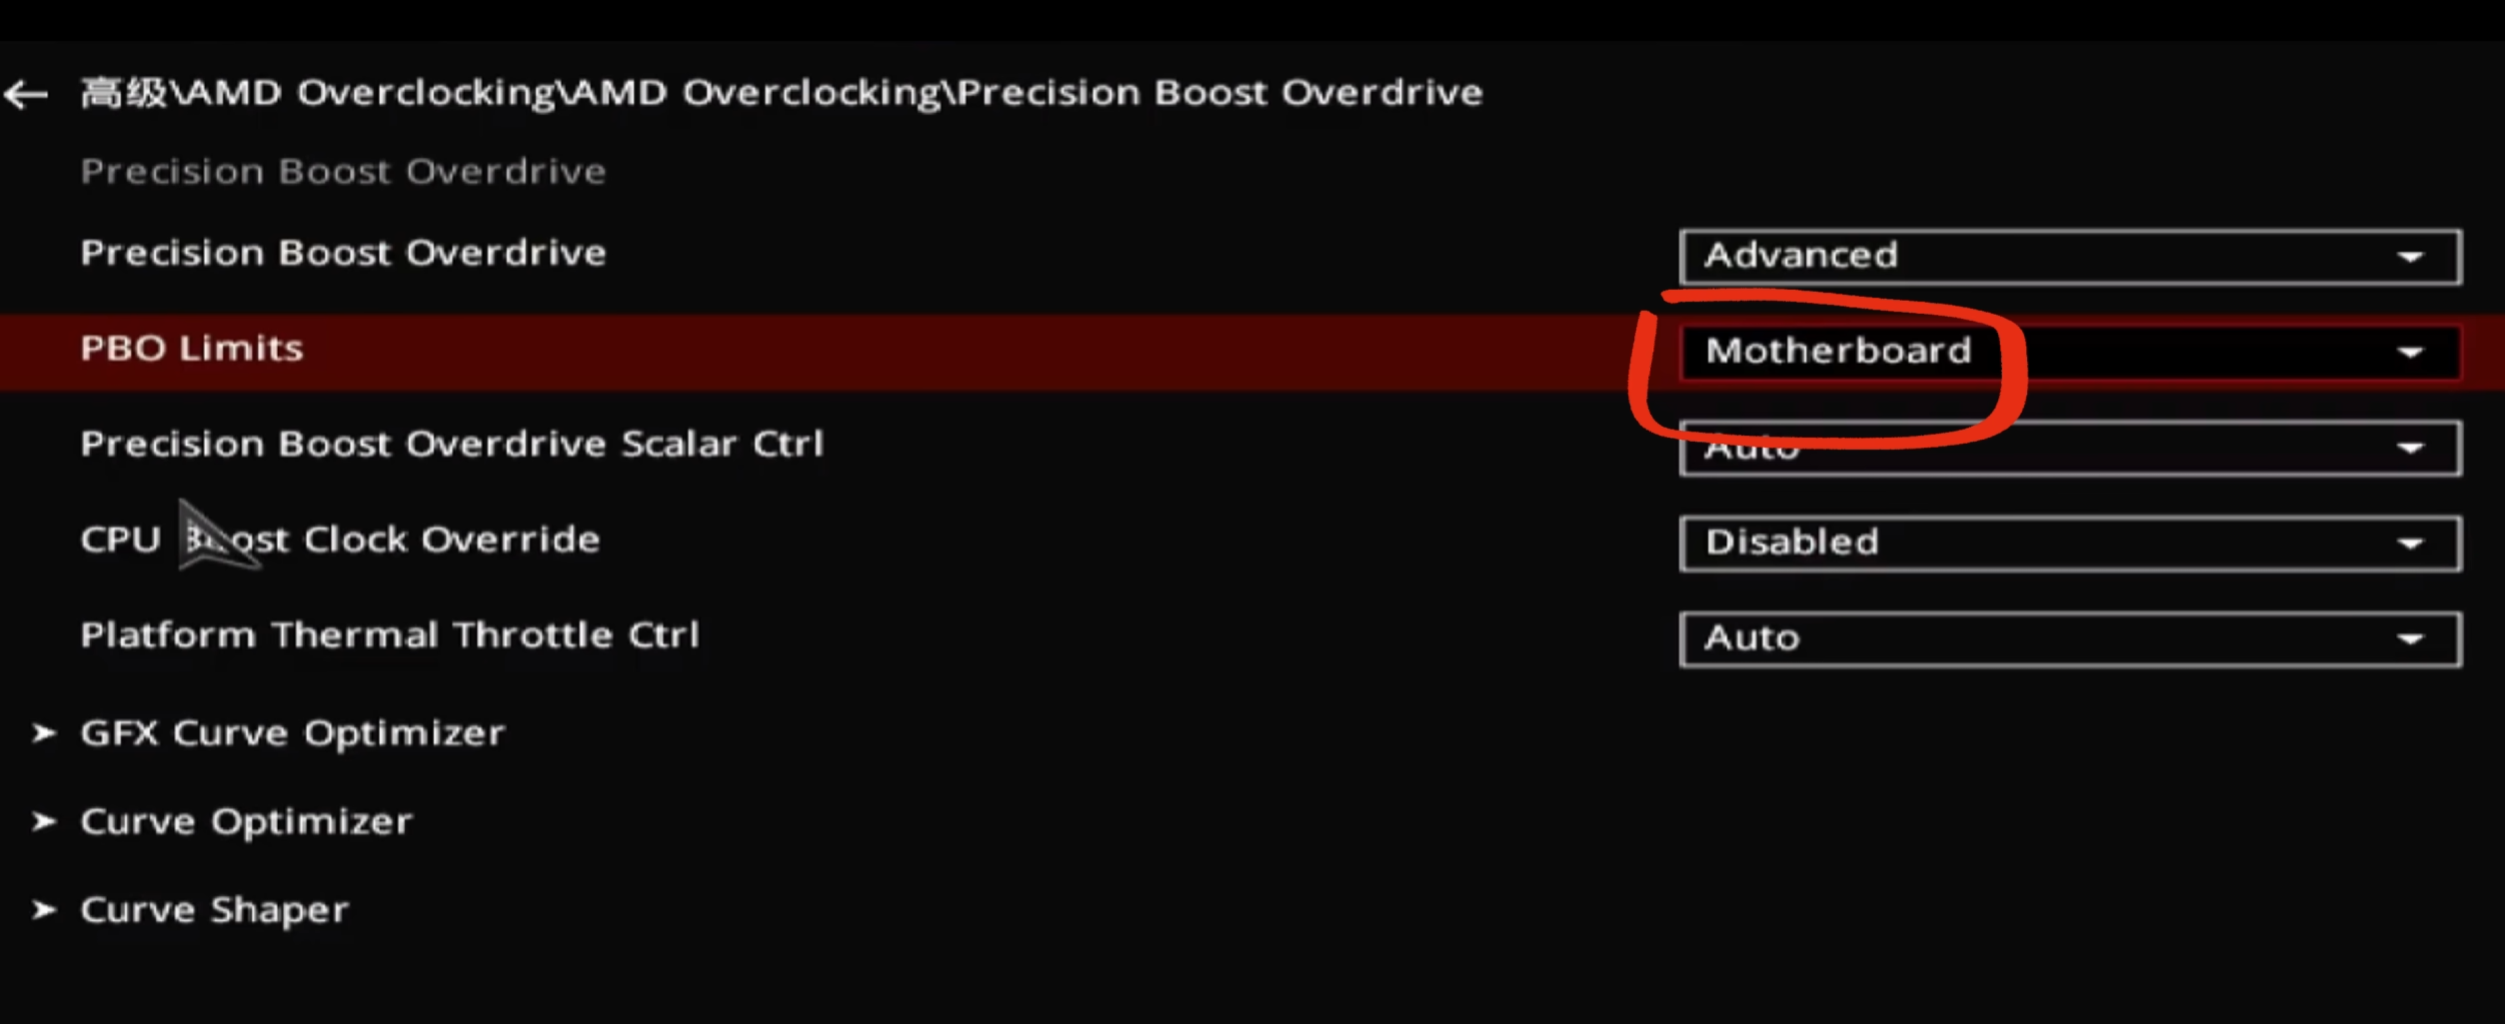 高级\AMD Overclocking\AMD Overclocking\Precision Boost Overdrive
Precision Boost Overdrive
Precision Boost Overdrive Advanced
PBO Limits Motherboard
Precision Boost Overdrive Scalar Ctrl Auto
CPU Boost Clock Override Disabled
Platform Thermal Throttle Ctrl Auto
GFX Curve Optimizer
Curve Optimizer
Curve Shaper